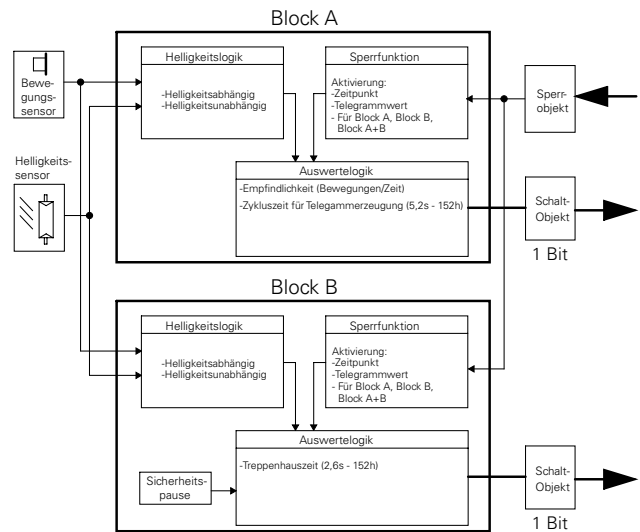 Block A
Bewe-
gungs-
sensor
Helligkeits-
sensor
Helligkeitslogik
-Helligkeitsabhängig
-Helligkeitsunabhängig
Sperrfunktion
Aktivierung:
-Zeitpunkt
-Telegrammwert
- Für Block A, Block B,
Block A+B
Auswertelogik
-Empfindlichkeit (Bewegungen/Zeit)
-Zykluszeit für Telegammerzeugung (5,2s - 152h)
Sperr-
objekt
Schalt-
Objekt
1 Bit
Block B
Helligkeitslogik
-Helligkeitsabhängig
-Helligkeitsunabhängig
Sperrfunktion
Aktivierung:
-Zeitpunkt
-Telegrammwert
- Für Block A, Block B,
Block A+B
Auswertelogik
-Treppenhauszeit (2,6s - 152h)
Sicherheits-
pause
Schalt-
Objekt
1 Bit